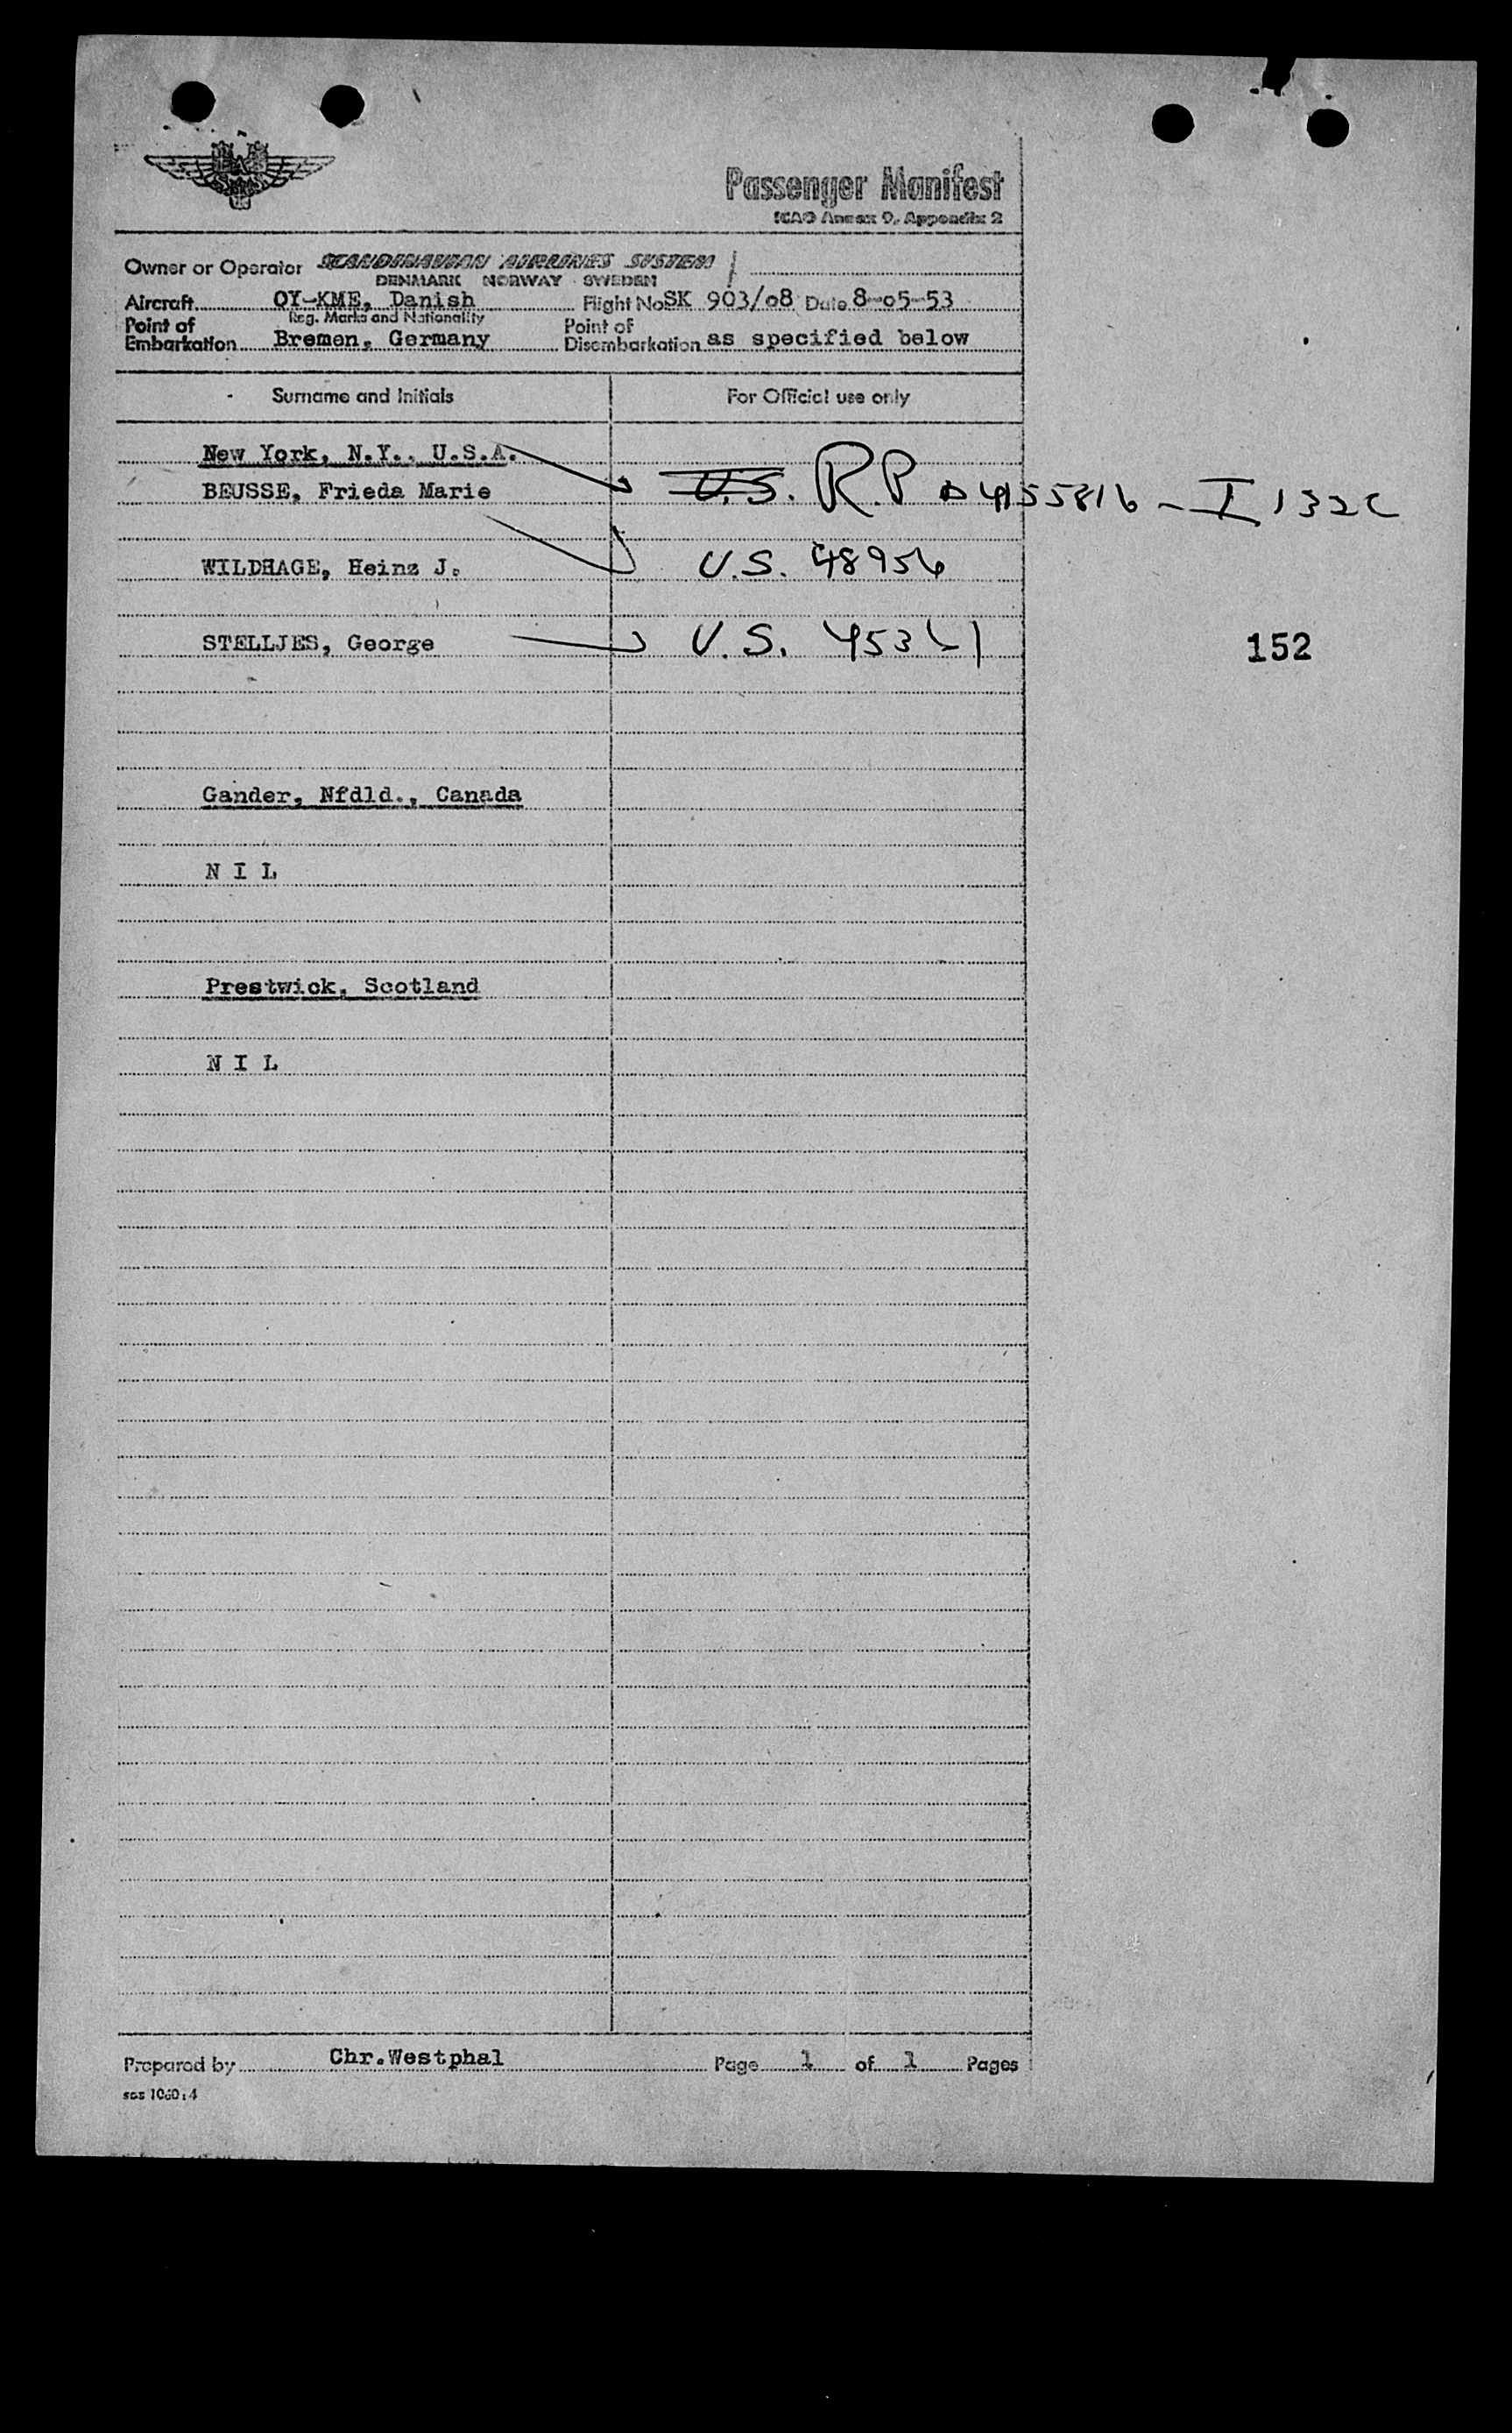 SAS
Passenger Manifest
ICAO Annex 9, Appendix 2
Owner or Operator SCANDINAVIAN AIRLINES SYSTEM
DENMARK NORWAY SWEDEN
Aircraft OY-KME, Danish Flight No SK 903/08 Date 8-05-53
Reg. Marks and Nationality
Point of Embarkation Bremen, Germany Point of Disembarkation as specified below
Surname and Initials For Official use only
New York, N.Y., U.S.A.
BEUSSE, Frieda Marie U.S. R.P. 4155816 - I 132C
WILDHAGE, Heinz J. U.S. 48956
STELLJES, George U.S.
152
Gander, Nfdld., Canada
N I L
Prestwick, Scotland
N I L
Prepared by Chr.Westphal Page 1 of 1 Pages